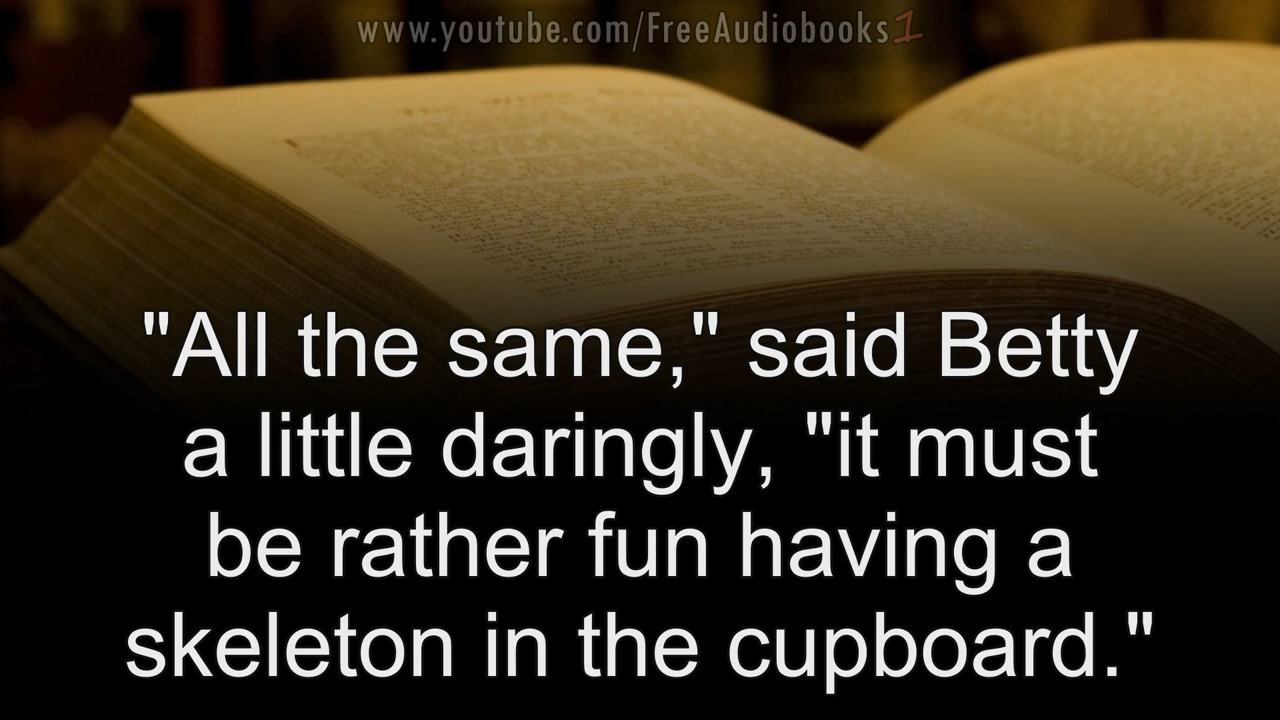 www.youtube.com/FreeAudiobooks1
"All the same," said Betty
a little daringly, "it must
be rather fun having a
skeleton in the cupboard."